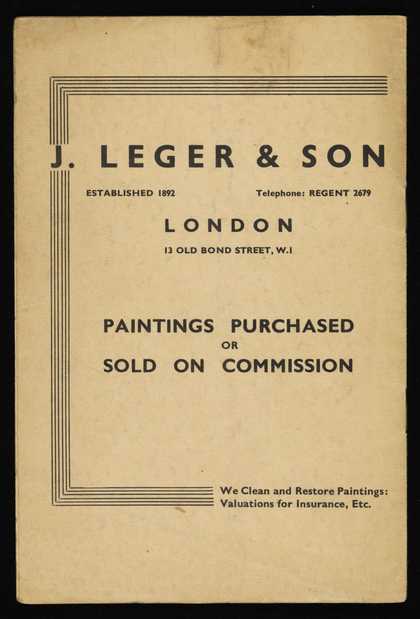 J. LEGER & SON
ESTABLISHED 1892 Telephone: REGENT 2679
LONDON
13 OLD BOND STREET, W.1
PAINTINGS PURCHASED
OR
SOLD ON COMMISSION
We Clean and Restore Paintings:
Valuations for Insurance, Etc.